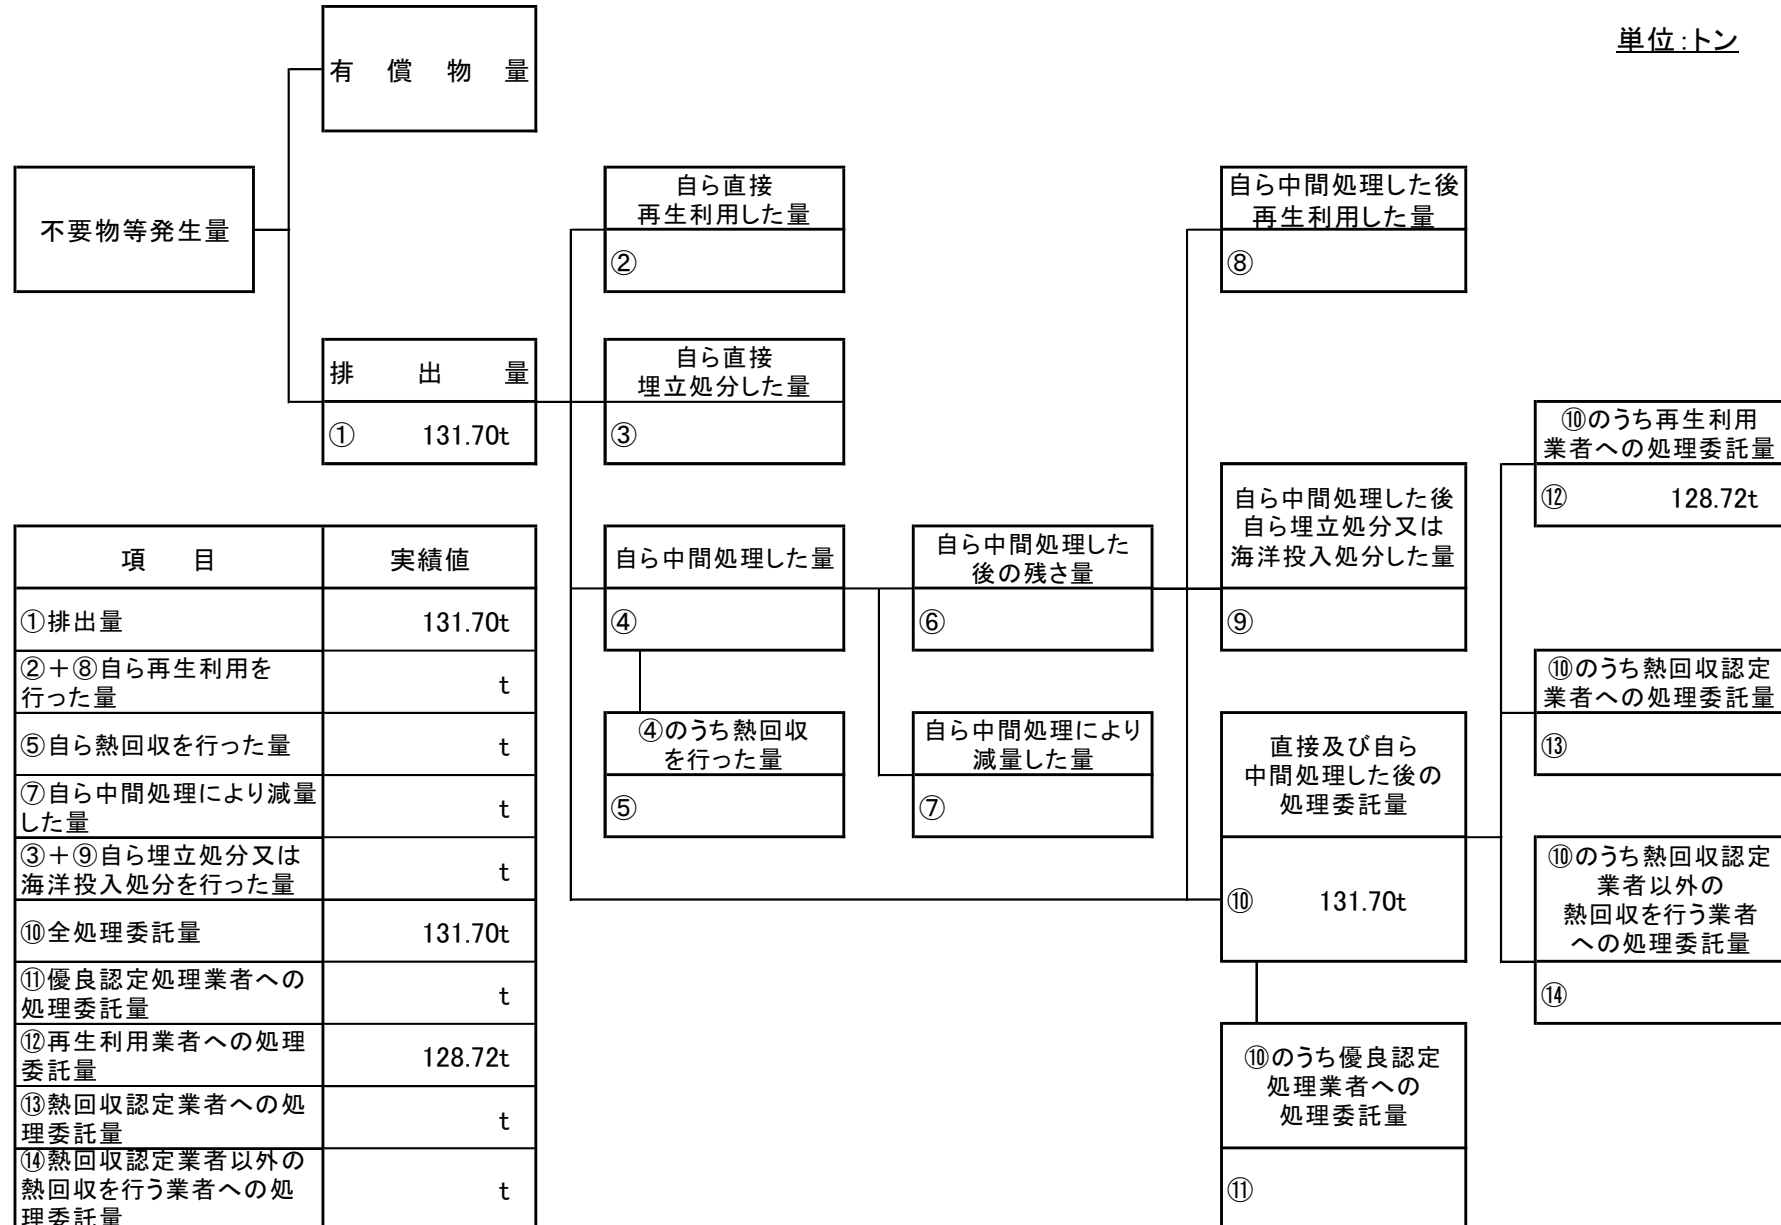 単位:トン
有償物量
不要物等発生量
排出量
① 131.70t
自ら直接
再生利用した量
②
自ら直接
埋立処分した量
③
自ら中間処理した量
④
④のうち熱回収
を行った量
⑤
自ら中間処理した
後の残さ量
⑥
自ら中間処理により
減量した量
⑦
自ら中間処理した後
再生利用した量
⑧
自ら中間処理した後
自ら埋立処分又は
海洋投入処分した量
⑨
直接及び自ら
中間処理した後の
処理委託量
⑩ 131.70t
⑩のうち優良認定
処理業者への
処理委託量
⑪
⑩のうち再生利用
業者への処理委託量
⑫ 128.72t
⑩のうち熱回収認定
業者への処理委託量
⑬
⑩のうち熱回収認定
業者以外の
熱回収を行う業者
への処理委託量
⑭
項目 実績値
①排出量 131.70t
②+⑧自ら再生利用を
行った量 t
⑤自ら熱回収を行った量 t
⑦自ら中間処理により減量
した量 t
③+⑨自ら埋立処分又は
海洋投入処分を行った量 t
⑩全処理委託量 131.70t
⑪優良認定処理業者への
処理委託量 t
⑫再生利用業者への処理
委託量 128.72t
⑬熱回収認定業者への処
理委託量 t
⑭熱回収認定業者以外の
熱回収を行う業者への処
理委託量 t